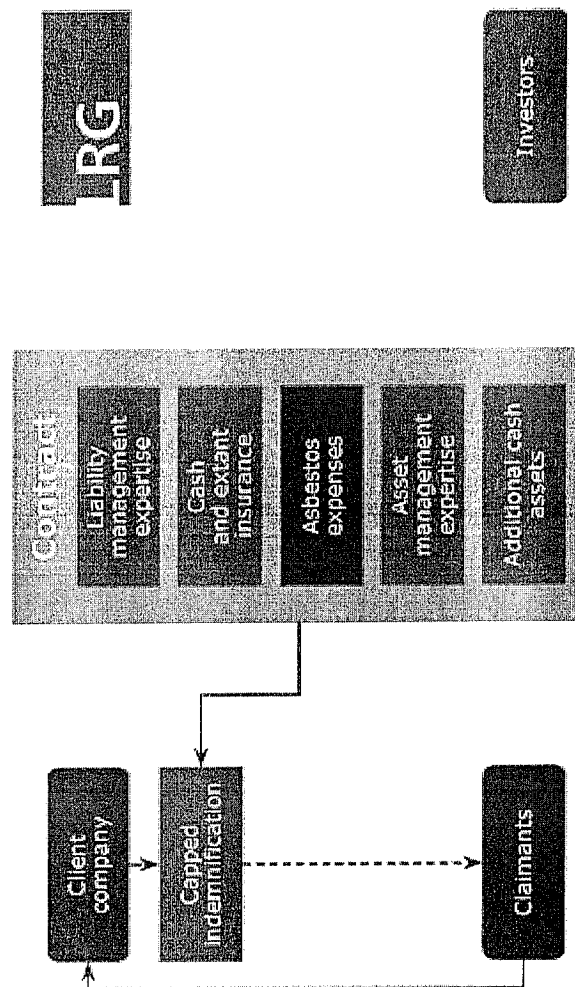 Client
company
Capped
indemnification
Claimants
Contract
Liability
management
expertise
Cash
and extant
insurance
Asbestos
expenses
Asset
management
expertise
Additional cash
assets
LRG
Investors